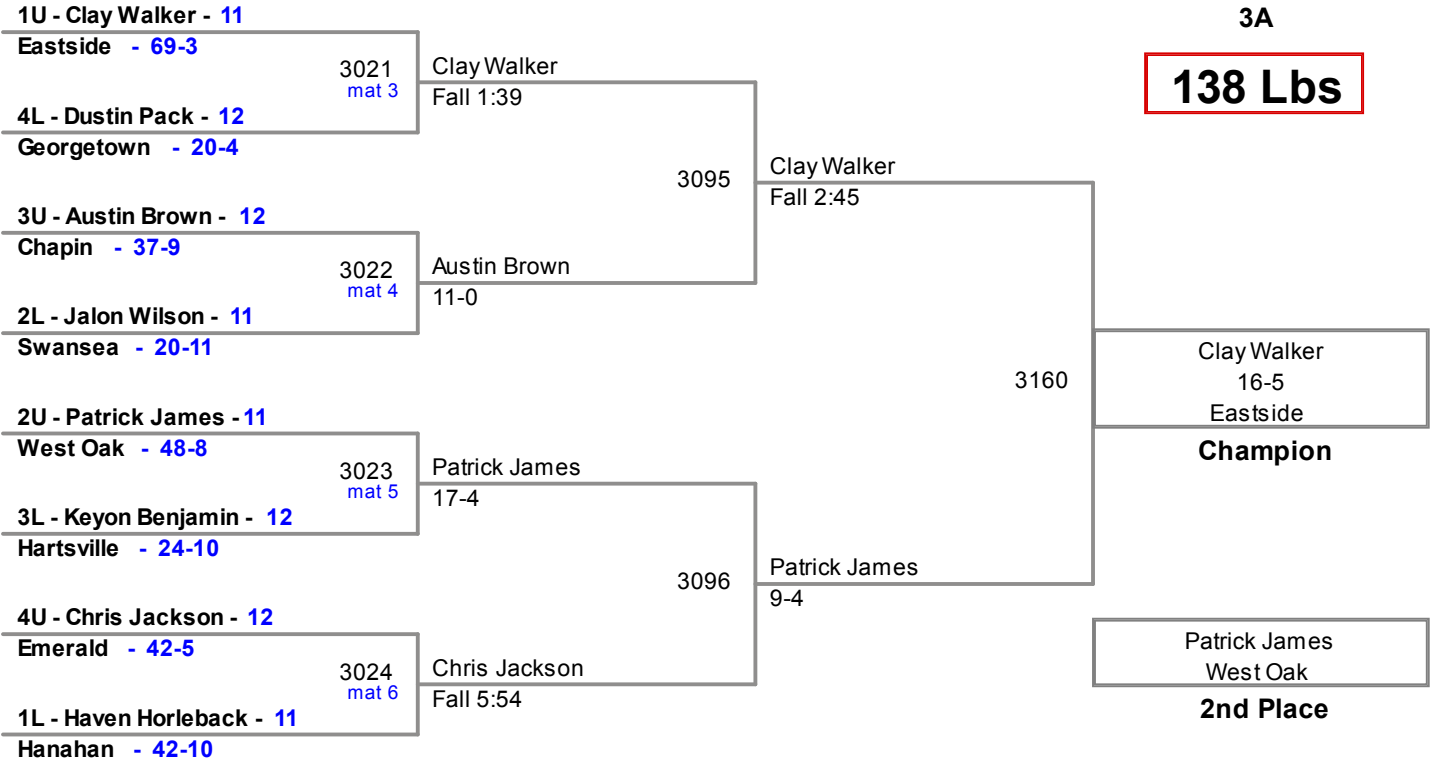 1U - Clay Walker - 11
Eastside - 69-3
3021
mat 3
4L - Dustin Pack - 12
Georgetown - 20-4
3U - Austin Brown - 12
Chapin - 37-9
3022
mat 4
2L - Jalon Wilson - 11
Swansea - 20-11
2U - Patrick James - 11
West Oak - 48-8
3023
mat 5
3L - Keyon Benjamin - 12
Hartsville - 24-10
4U - Chris Jackson - 12
Emerald - 42-5
3024
mat 6
1L - Haven Horleback - 11
Hanahan - 42-10
Clay Walker
Fall 1:39
3095
Austin Brown
11-0
Patrick James
17-4
3096
Chris Jackson
Fall 5:54
Clay Walker
Fall 2:45
3160
Patrick James
9-4
3A
138 Lbs
Clay Walker
16-5
Eastside
Champion
Patrick James
West Oak
2nd Place